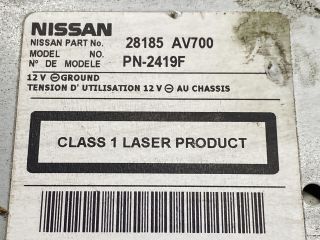 NISSAN
NISSAN PART No. 28185 AV700
MODEL NO.
N° DE MODELE PN-2419F
12 V ⊖ GROUND
TENSION D' UTILISATION 12 V ⊖ AU CHASSIS
CLASS 1 LASER PRODUCT